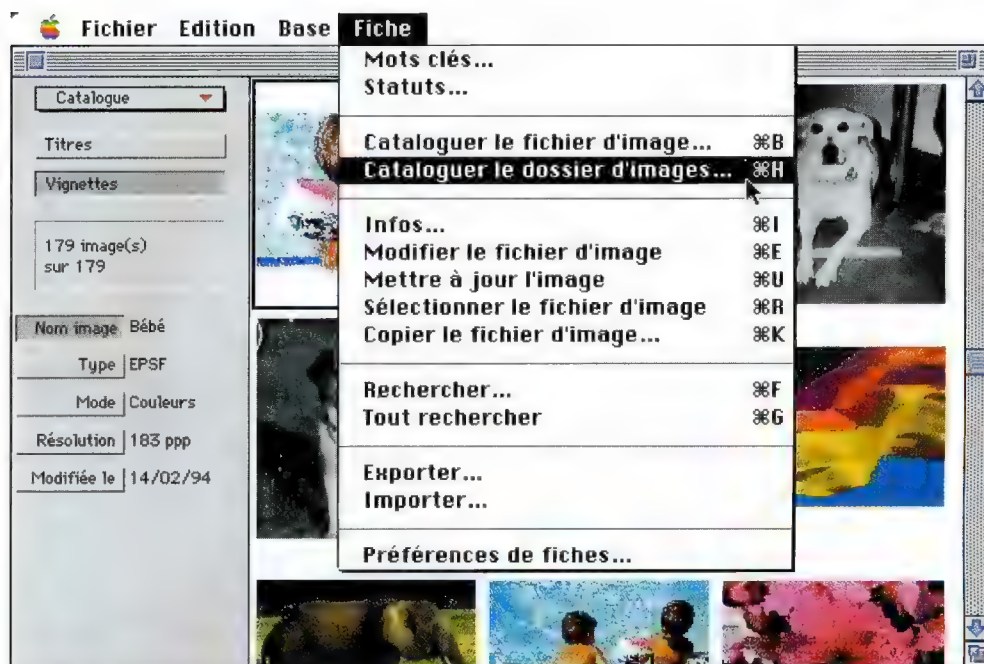 Fichier Edition Base Fiche
Catalogue
Titres
Vignettes
179 image(s)
sur 179
Nom image Bébé
Type EPSF
Mode Couleurs
Résolution 183 ppp
Modifiée le 14/02/94
Mots clés...
Statuts...
Cataloguer le fichier d'image... ⌘B
Cataloguer le dossier d'images... ⌘H
Infos... ⌘I
Modifier le fichier d'image ⌘E
Mettre à jour l'image ⌘U
Sélectionner le fichier d'image ⌘R
Copier le fichier d'image... ⌘K
Rechercher... ⌘F
Tout rechercher ⌘G
Exporter...
Importer...
Préférences de fiches...